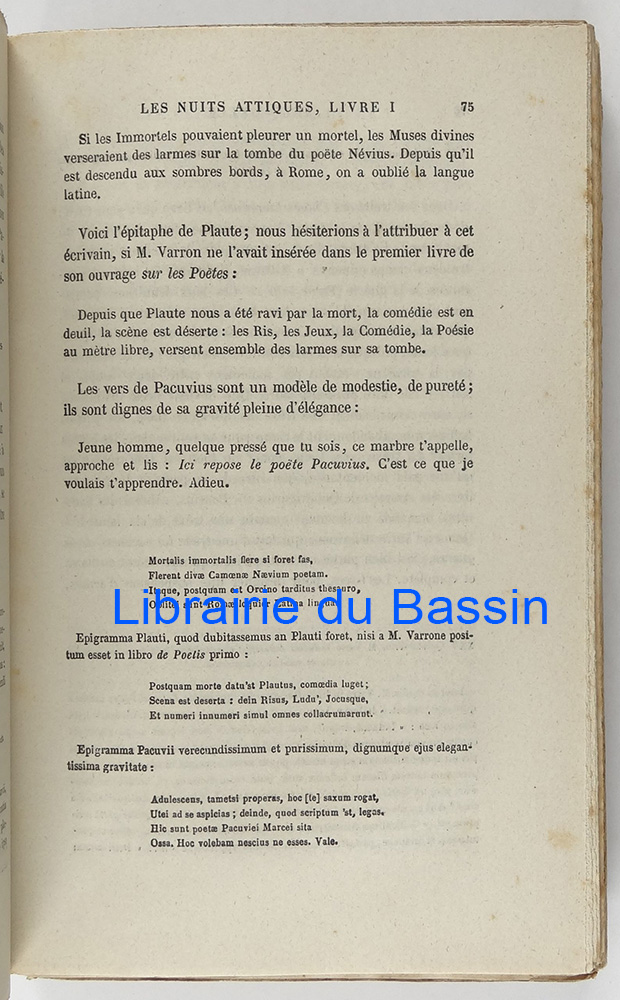 LES NUITS ATTIQUES, LIVRE I 75
Si les Immortels pouvaient pleurer un mortel, les Muses divines
verseraient des larmes sur la tombe du poëte Névius. Depuis qu'il
est descendu aux sombres bords, à Rome, on a oublié la langue
latine.
Voici l'épitaphe de Plaute; nous hésiterions à l'attribuer à cet
écrivain, si M. Varron ne l'avait insérée dans le premier livre de
son ouvrage sur les Poëtes :
Depuis que Plaute nous a été ravi par la mort, la comédie est en
deuil, la scène est déserte : les Ris, les Jeux, la Comédie, la Poésie
au mètre libre, versent ensemble des larmes sur sa tombe.
Les vers de Pacuvius sont un modèle de modestie, de pureté;
ils sont dignes de sa gravité pleine d'élégance :
Jeune homme, quelque pressé que tu sois, ce marbre t'appelle,
approche et lis : Ici repose le poëte Pacuvius. C'est ce que je
voulais t'apprendre. Adieu.
Mortalis immortalis flere si foret fas,
Flerent divæ Camœnæ Nævium poetam.
Itaque, postquam est Orcino tarditus thesauro,
Librairie du Bassin
Epigramma Plauti, quod dubitassemus an Plauti foret, nisi a M. Varrone posi-
tum esset in libro de Poetis primo :
Postquam morte datu'st Plautus, comœdia luget;
Scena est deserta : dein Risus, Ludu', Jocusque,
Et numeri innumeri simul omnes collacrumarunt.
Epigramma Pacuvii verecundissimum et purissimum, dignumque ejus elegan-
tissima gravitate :
Adulescens, tametsi properas, hoc [te] saxum rogat,
Utei ad se aspicias; deinde, quod scriptum 'st, legas.
Hic sunt poetæ Pacuviei Marcei sita
Ossa. Hoc volebam nescius ne esses. Vale.